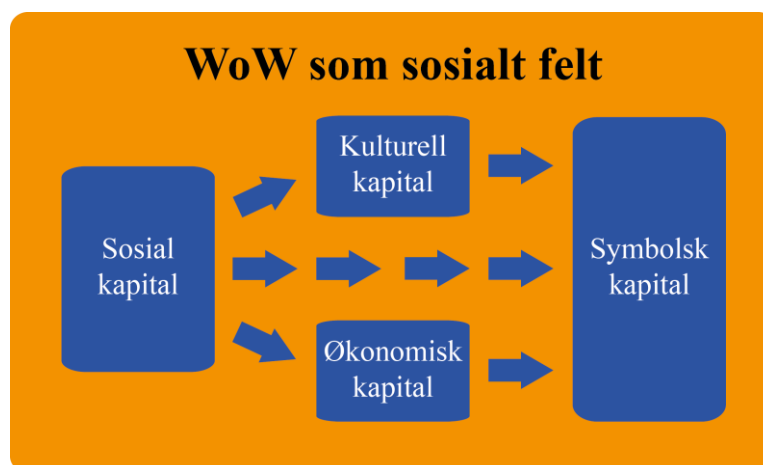 WoW som sosialt felt
Kulturell
kapital
Sosial
kapital
Symbolsk
kapital
Økonomisk
kapital